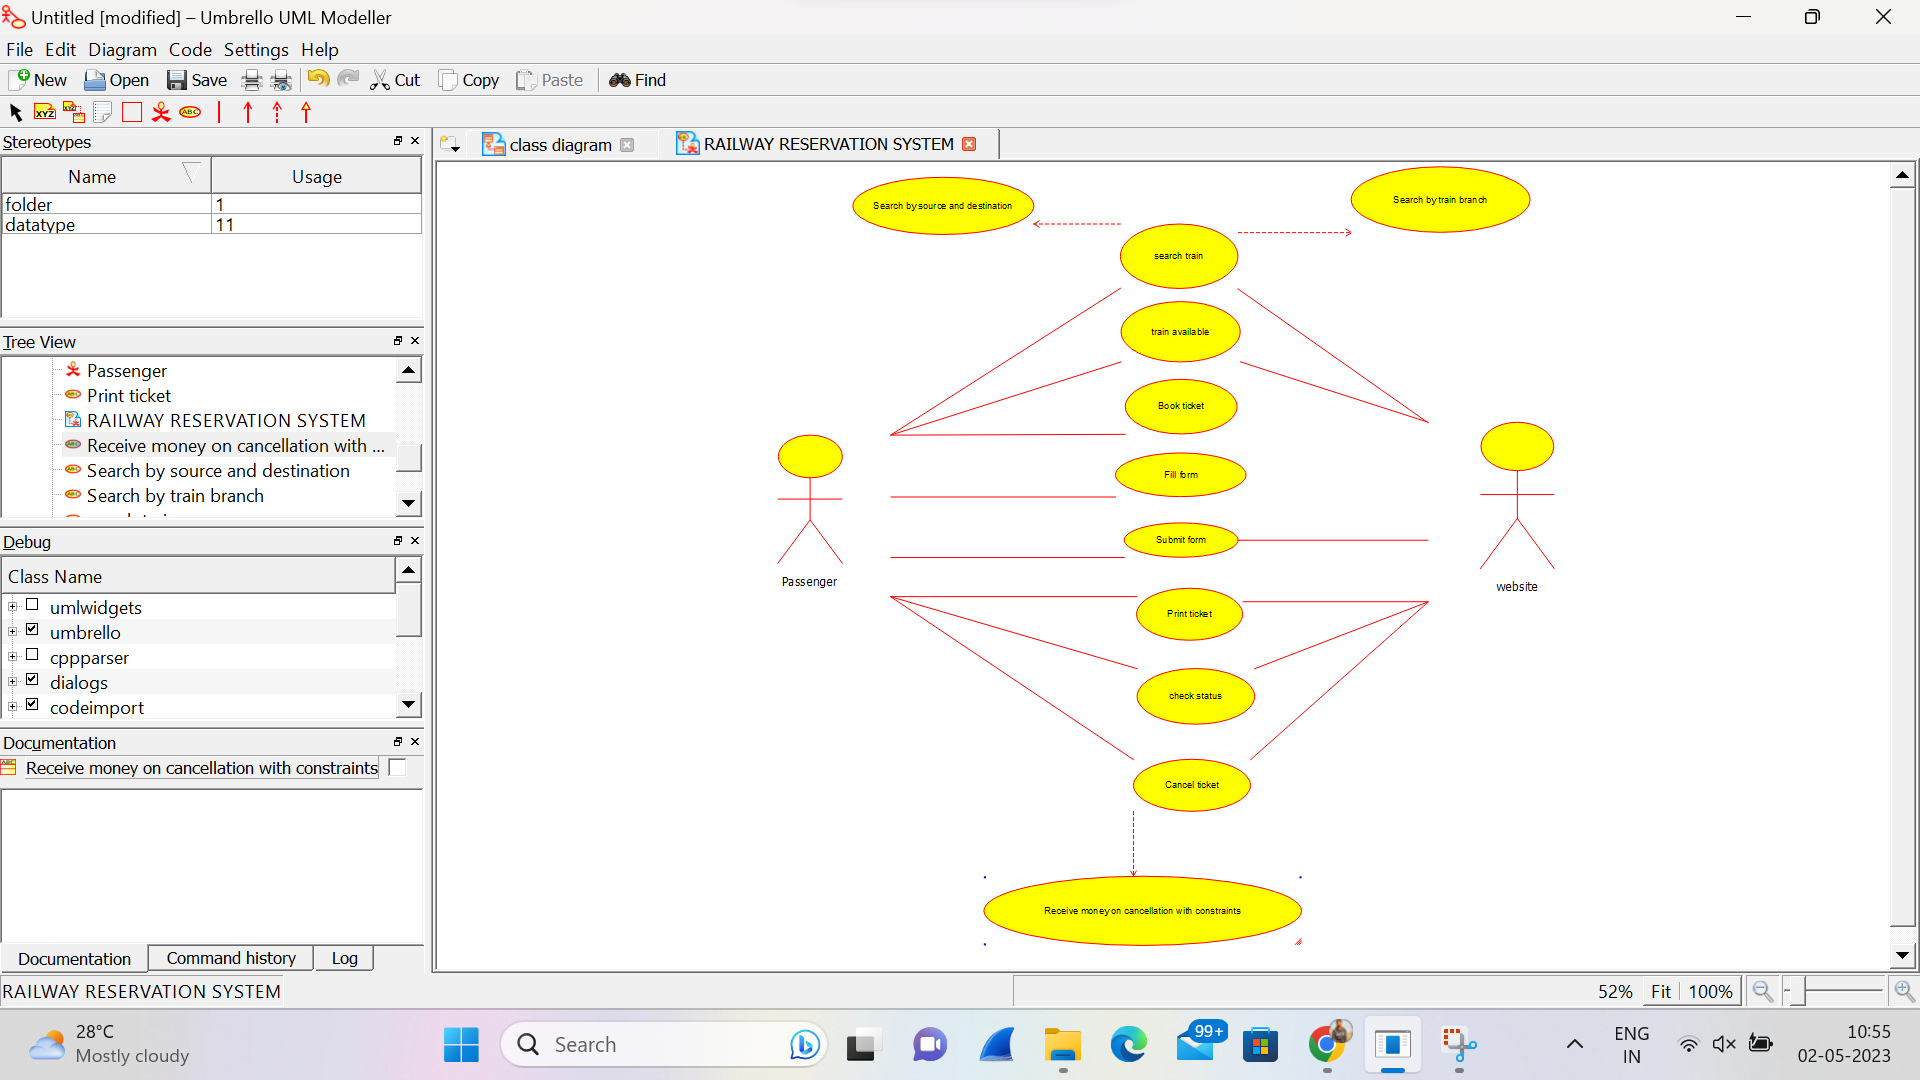 Untitled [modified] – Umbrello UML Modeller
File Edit Diagram Code Settings Help
New Open Save Cut Copy Paste Find
XYZ XYZ ABC
Stereotypes
class diagram RAILWAY RESERVATION SYSTEM
Name Usage
folder 1
datatype 11
Tree View
Passenger
Print ticket
RAILWAY RESERVATION SYSTEM
Receive money on cancellation with ...
Search by source and destination
Search by train branch
Debug
Class Name
umlwidgets
umbrello
cppparser
dialogs
codeimport
Documentation
Receive money on cancellation with constraints
Documentation Command history Log
Search by source and destination
Search by train branch
search train
train available
Book ticket
Fill form
Submit form
Passenger
website
Print ticket
check status
Cancel ticket
Receive money on cancellation with constraints
RAILWAY RESERVATION SYSTEM
52% Fit 100%
28°C
Mostly cloudy
Search
99+
ENG
IN
10:55
02-05-2023